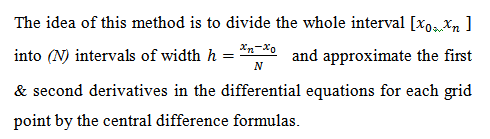 The idea of this method is to divide the whole interval [x₀, xₙ ]
into (N) intervals of width h = (xₙ−x₀)/N and approximate the first
& second derivatives in the differential equations for each grid
point by the central difference formulas.